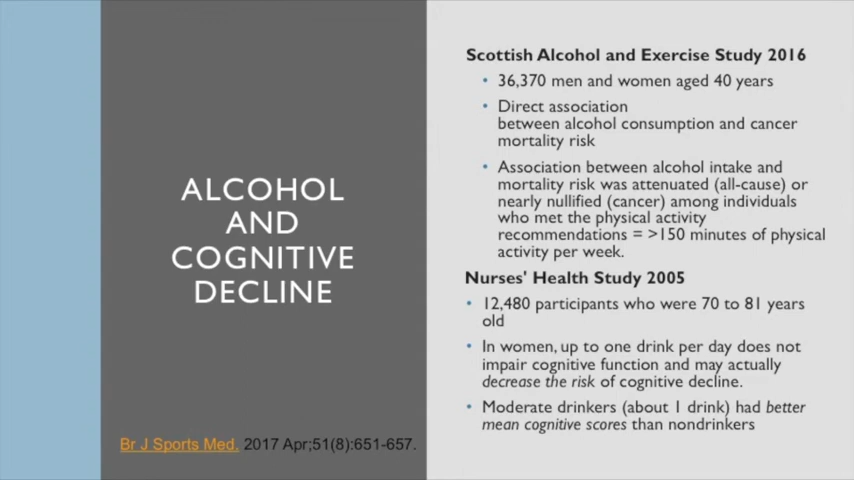 ALCOHOL
AND
COGNITIVE
DECLINE
Br J Sports Med. 2017 Apr;51(8):651-657.
Scottish Alcohol and Exercise Study 2016
• 36,370 men and women aged 40 years
• Direct association
between alcohol consumption and cancer
mortality risk
• Association between alcohol intake and
mortality risk was attenuated (all-cause) or
nearly nullified (cancer) among individuals
who met the physical activity
recommendations = >150 minutes of physical
activity per week.
Nurses' Health Study 2005
• 12,480 participants who were 70 to 81 years
old
• In women, up to one drink per day does not
impair cognitive function and may actually
decrease the risk of cognitive decline.
• Moderate drinkers (about 1 drink) had better
mean cognitive scores than nondrinkers